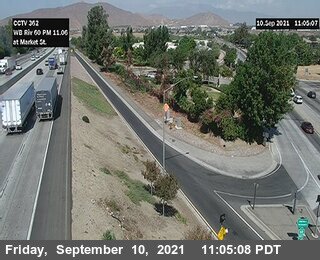 CCTV 362
WB Riv 60 PM 11.06
at Market St.
10 Sep 2021 11:05:07
Friday, September 10, 2021 11:05:08 PDT